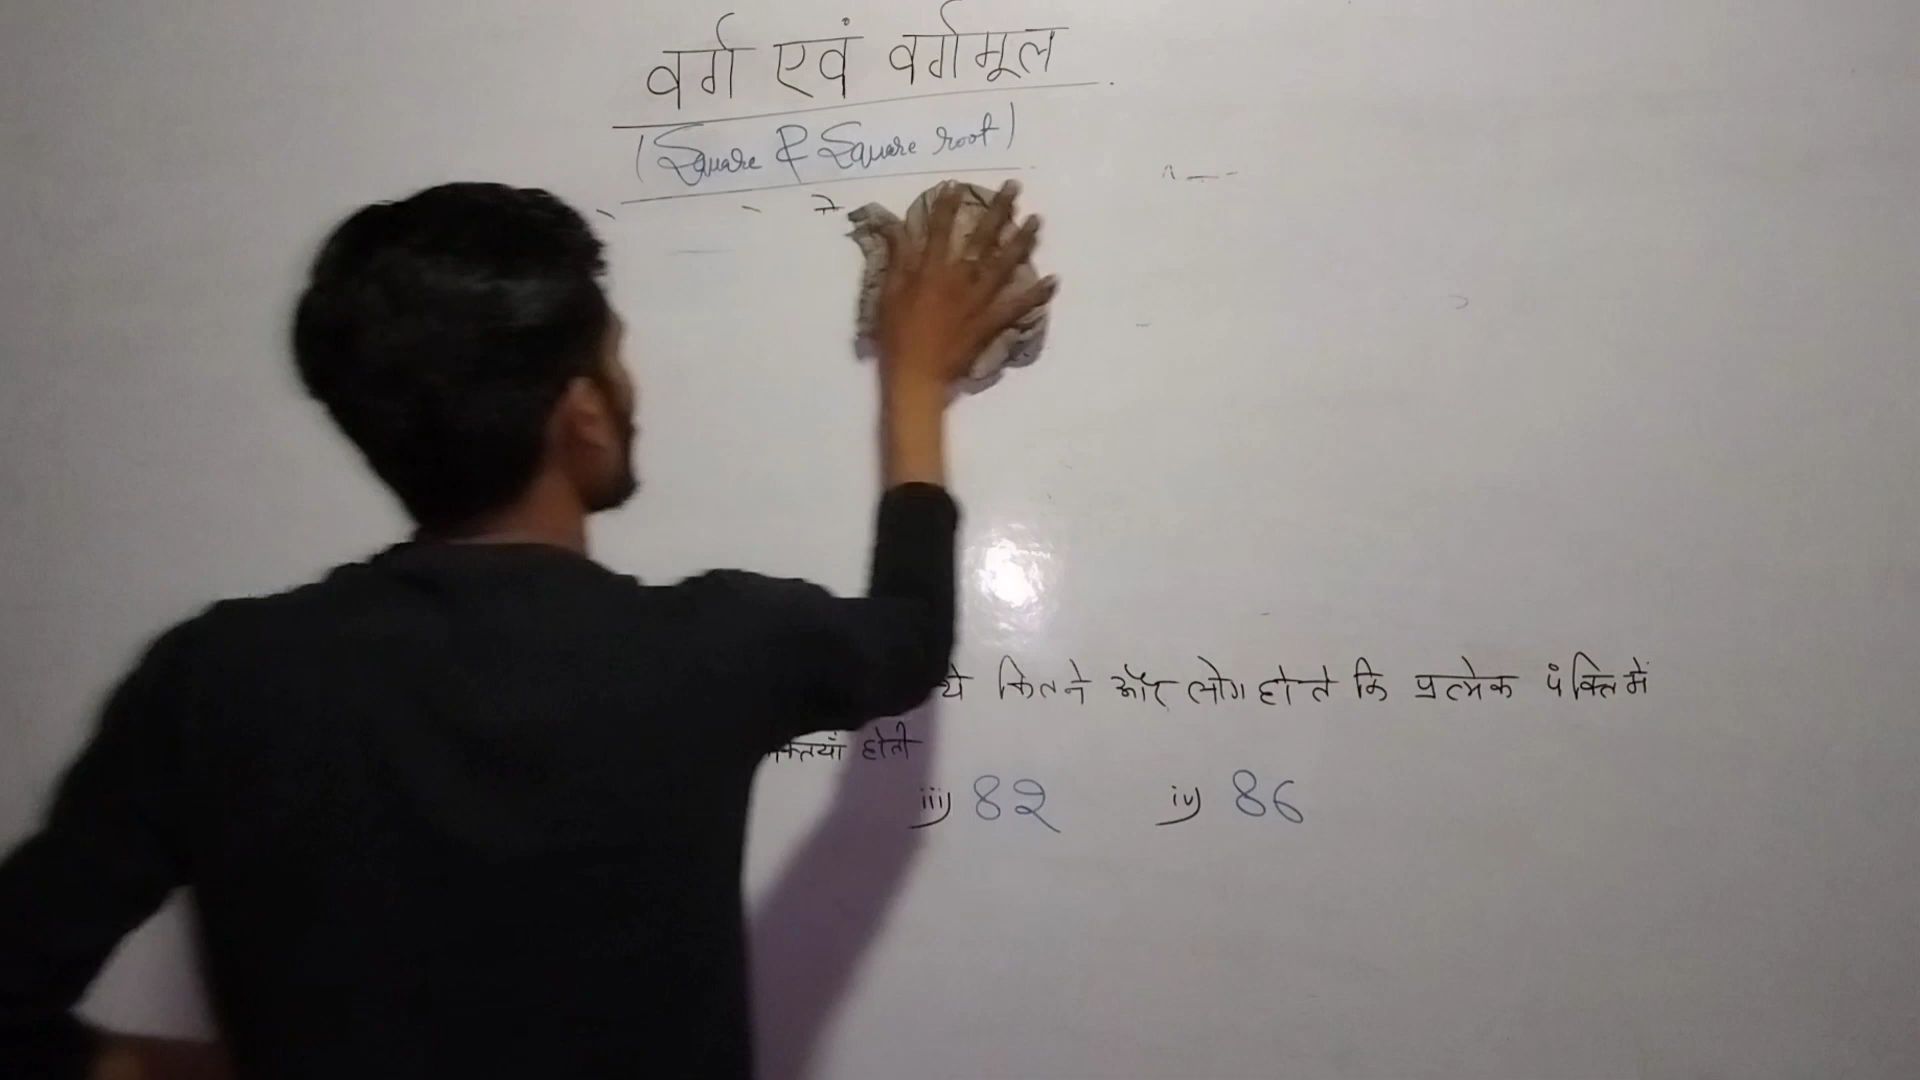 वर्ग एवं वर्गमूल
(Square & Square root)
कितने और लोग होते कि प्रत्येक पंक्ति में
होती
iii) 82 iv) 86